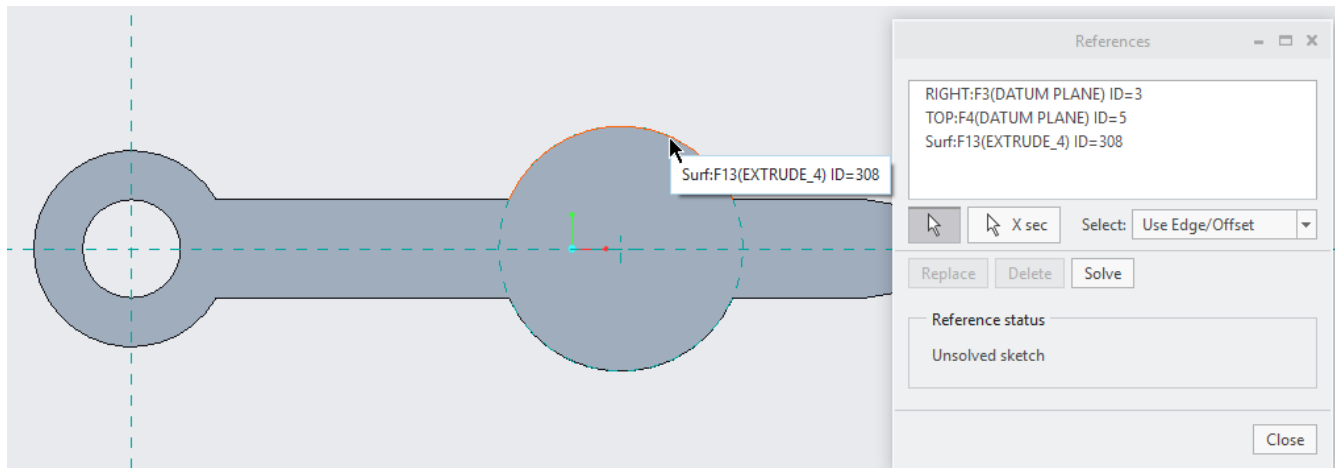 References
RIGHT:F3(DATUM PLANE) ID=3
TOP:F4(DATUM PLANE) ID=5
Surf:F13(EXTRUDE_4) ID=308
Surf:F13(EXTRUDE_4) ID=308
X sec Select: Use Edge/Offset
Replace Delete Solve
Reference status
Unsolved sketch
Close